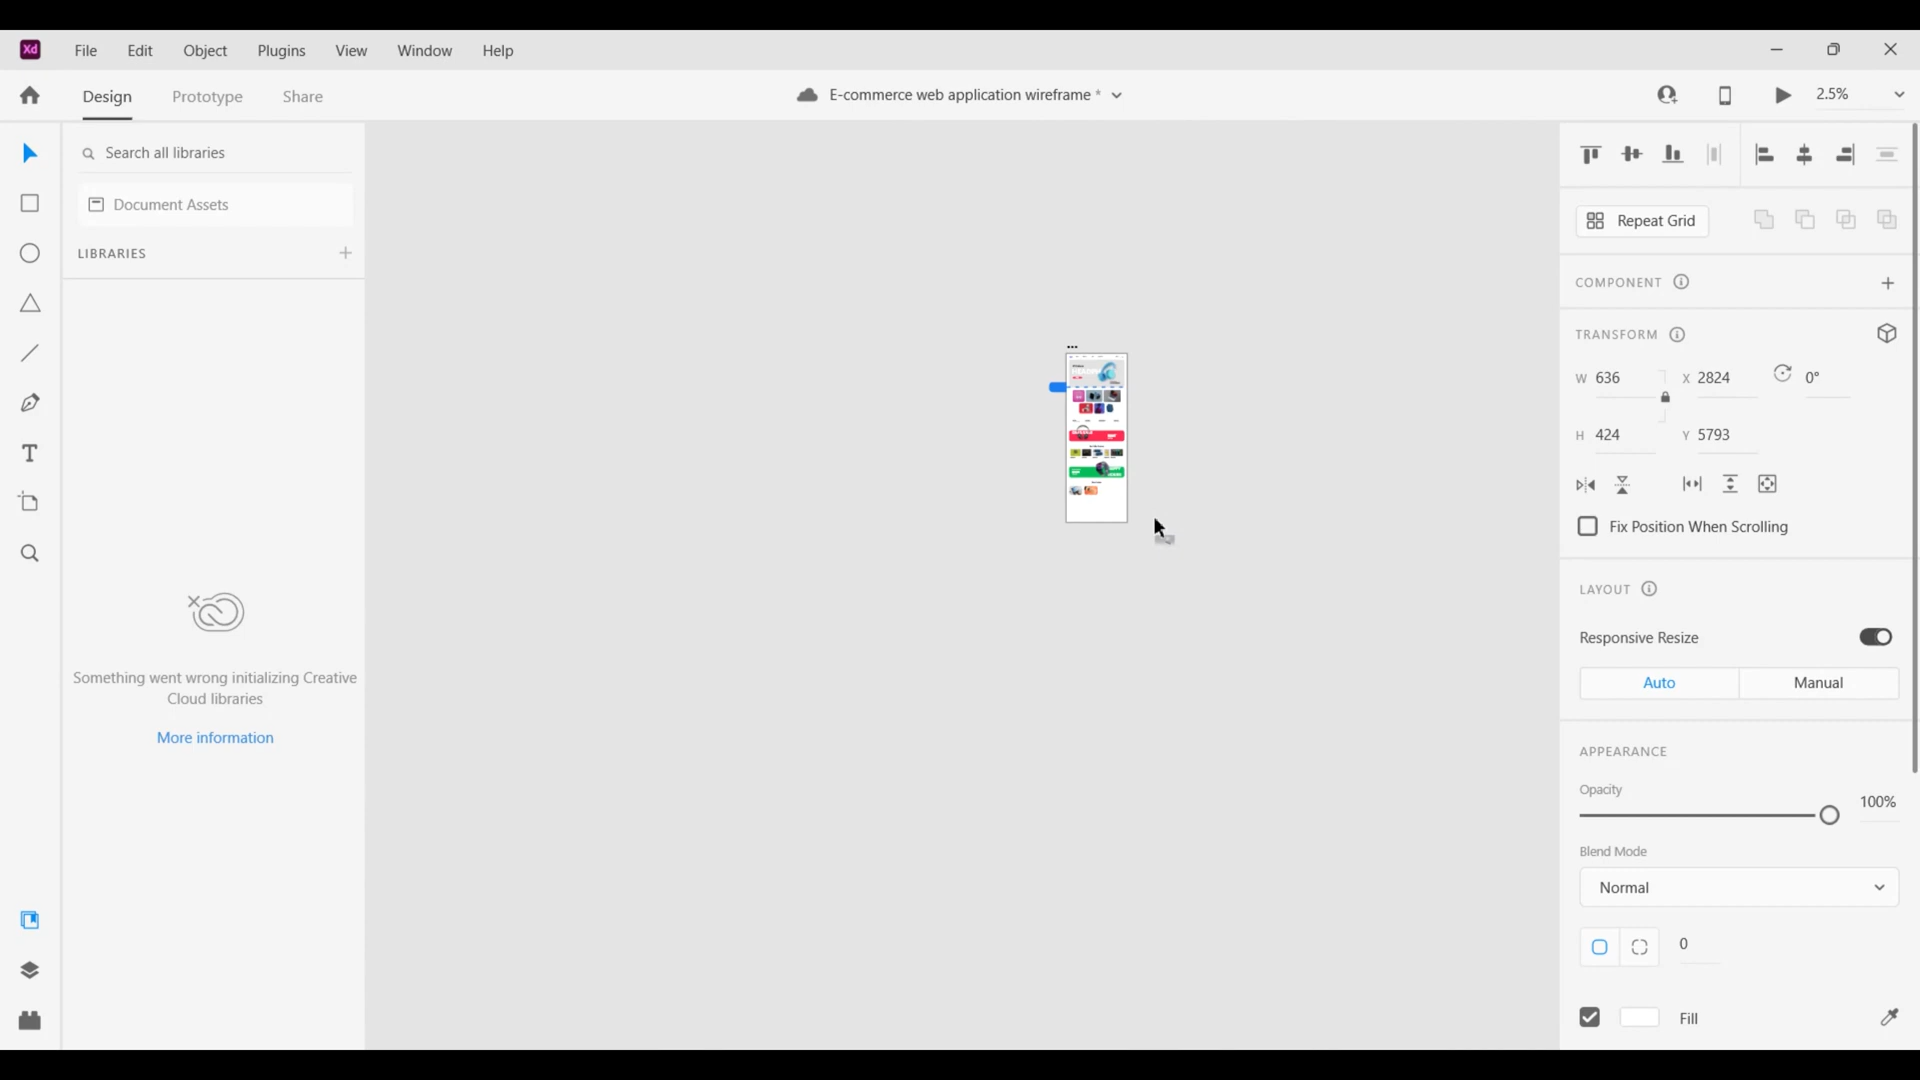 Xd File Edit Object Plugins View Window Help
Design Prototype Share E-commerce web application wireframe * 2.5%
Search all libraries
Document Assets
LIBRARIES
Something went wrong initializing Creative
Cloud libraries
More information
...
Repeat Grid
COMPONENT
TRANSFORM
W 636 X 2824 0°
H 424 Y 5793
Fix Position When Scrolling
LAYOUT
Responsive Resize
Auto Manual
APPEARANCE
Opacity
100%
Blend Mode
Normal
0
Fill